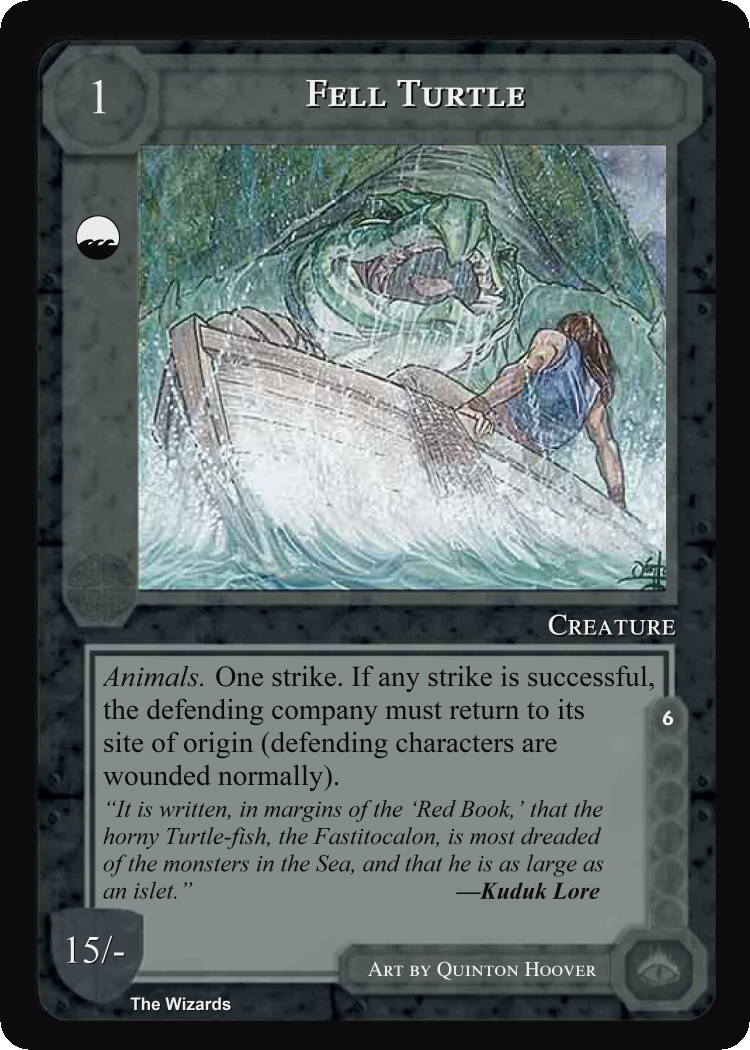 1
FELL TURTLE
CREATURE
Animals. One strike. If any strike is successful,
the defending company must return to its
site of origin (defending characters are
wounded normally).
6
“It is written, in margins of the ‘Red Book,’ that the
horny Turtle-fish, the Fastitocalon, is most dreaded
of the monsters in the Sea, and that he is as large as
an islet.” —Kuduk Lore
15/-
ART BY QUINTON HOOVER
The Wizards